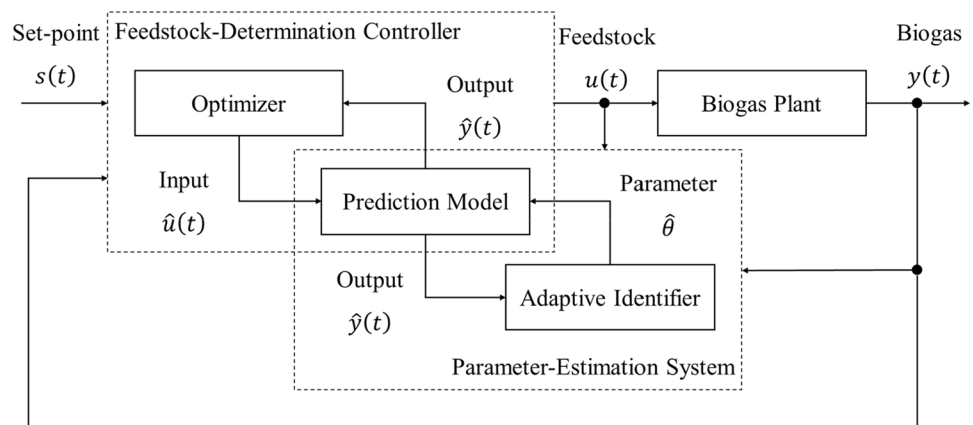 Set-point
s(t)
Feedstock-Determination Controller
Feedstock
u(t)
Biogas
y(t)
Optimizer
Output
ŷ(t)
Biogas Plant
Input
û(t)
Prediction Model
Parameter
θ̂
Output
ŷ(t)
Adaptive Identifier
Parameter-Estimation System